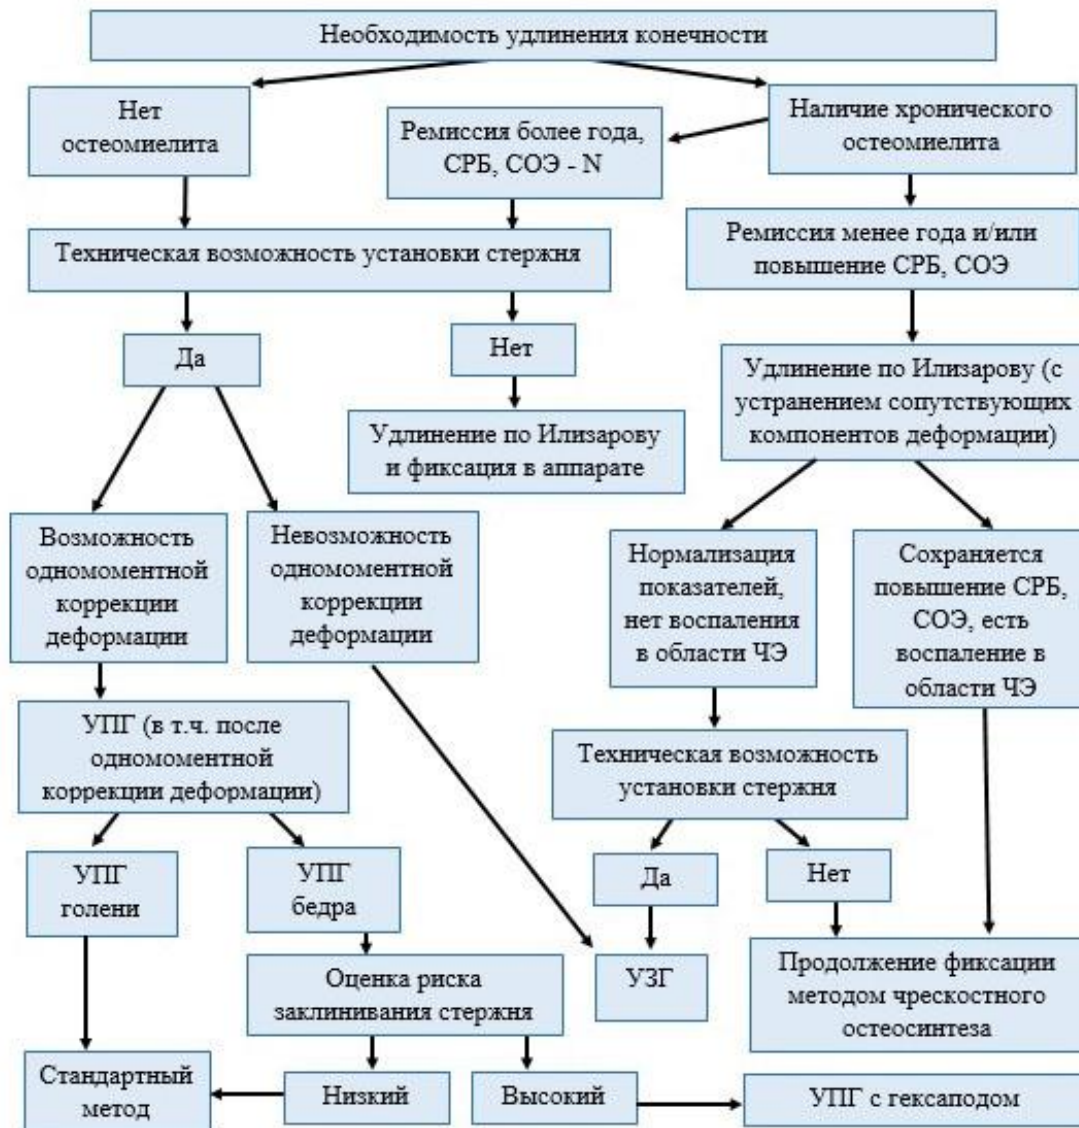 Необходимость удлинения конечности
Нет
остеомиелита
Ремиссия более года,
СРБ, СОЭ - N
Наличие хронического
остеомиелита
Техническая возможность установки стержня
Ремиссия менее года и/или
повышение СРБ, СОЭ
Да
Нет
Удлинение по Илизарову
и фиксация в аппарате
Удлинение по Илизарову (с
устранением сопутствующих
компонентов деформации)
Возможность
одномоментной
коррекции
деформации
Невозможность
одномоментной
коррекции
деформации
Нормализация
показателей,
нет воспаления
в области ЧЭ
Сохраняется
повышение СРБ,
СОЭ, есть
воспаление в
области ЧЭ
УПГ (в т.ч. после
одномоментной
коррекции деформации)
Техническая возможность
установки стержня
УПГ
голени
УПГ
бедра
Да
Нет
Оценка риска
заклинивания стержня
УЗГ
Продолжение фиксации
методом чрескостного
остеосинтеза
Стандартный
метод
Низкий
Высокий
УПГ с гексаподом